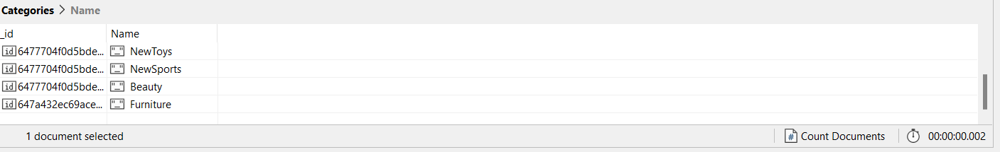 Categories > Name
_id Name
6477704f0d5bde... NewToys
6477704f0d5bde... NewSports
6477704f0d5bde... Beauty
647a432ec69ace... Furniture
1 document selected Count Documents 00:00:00.002